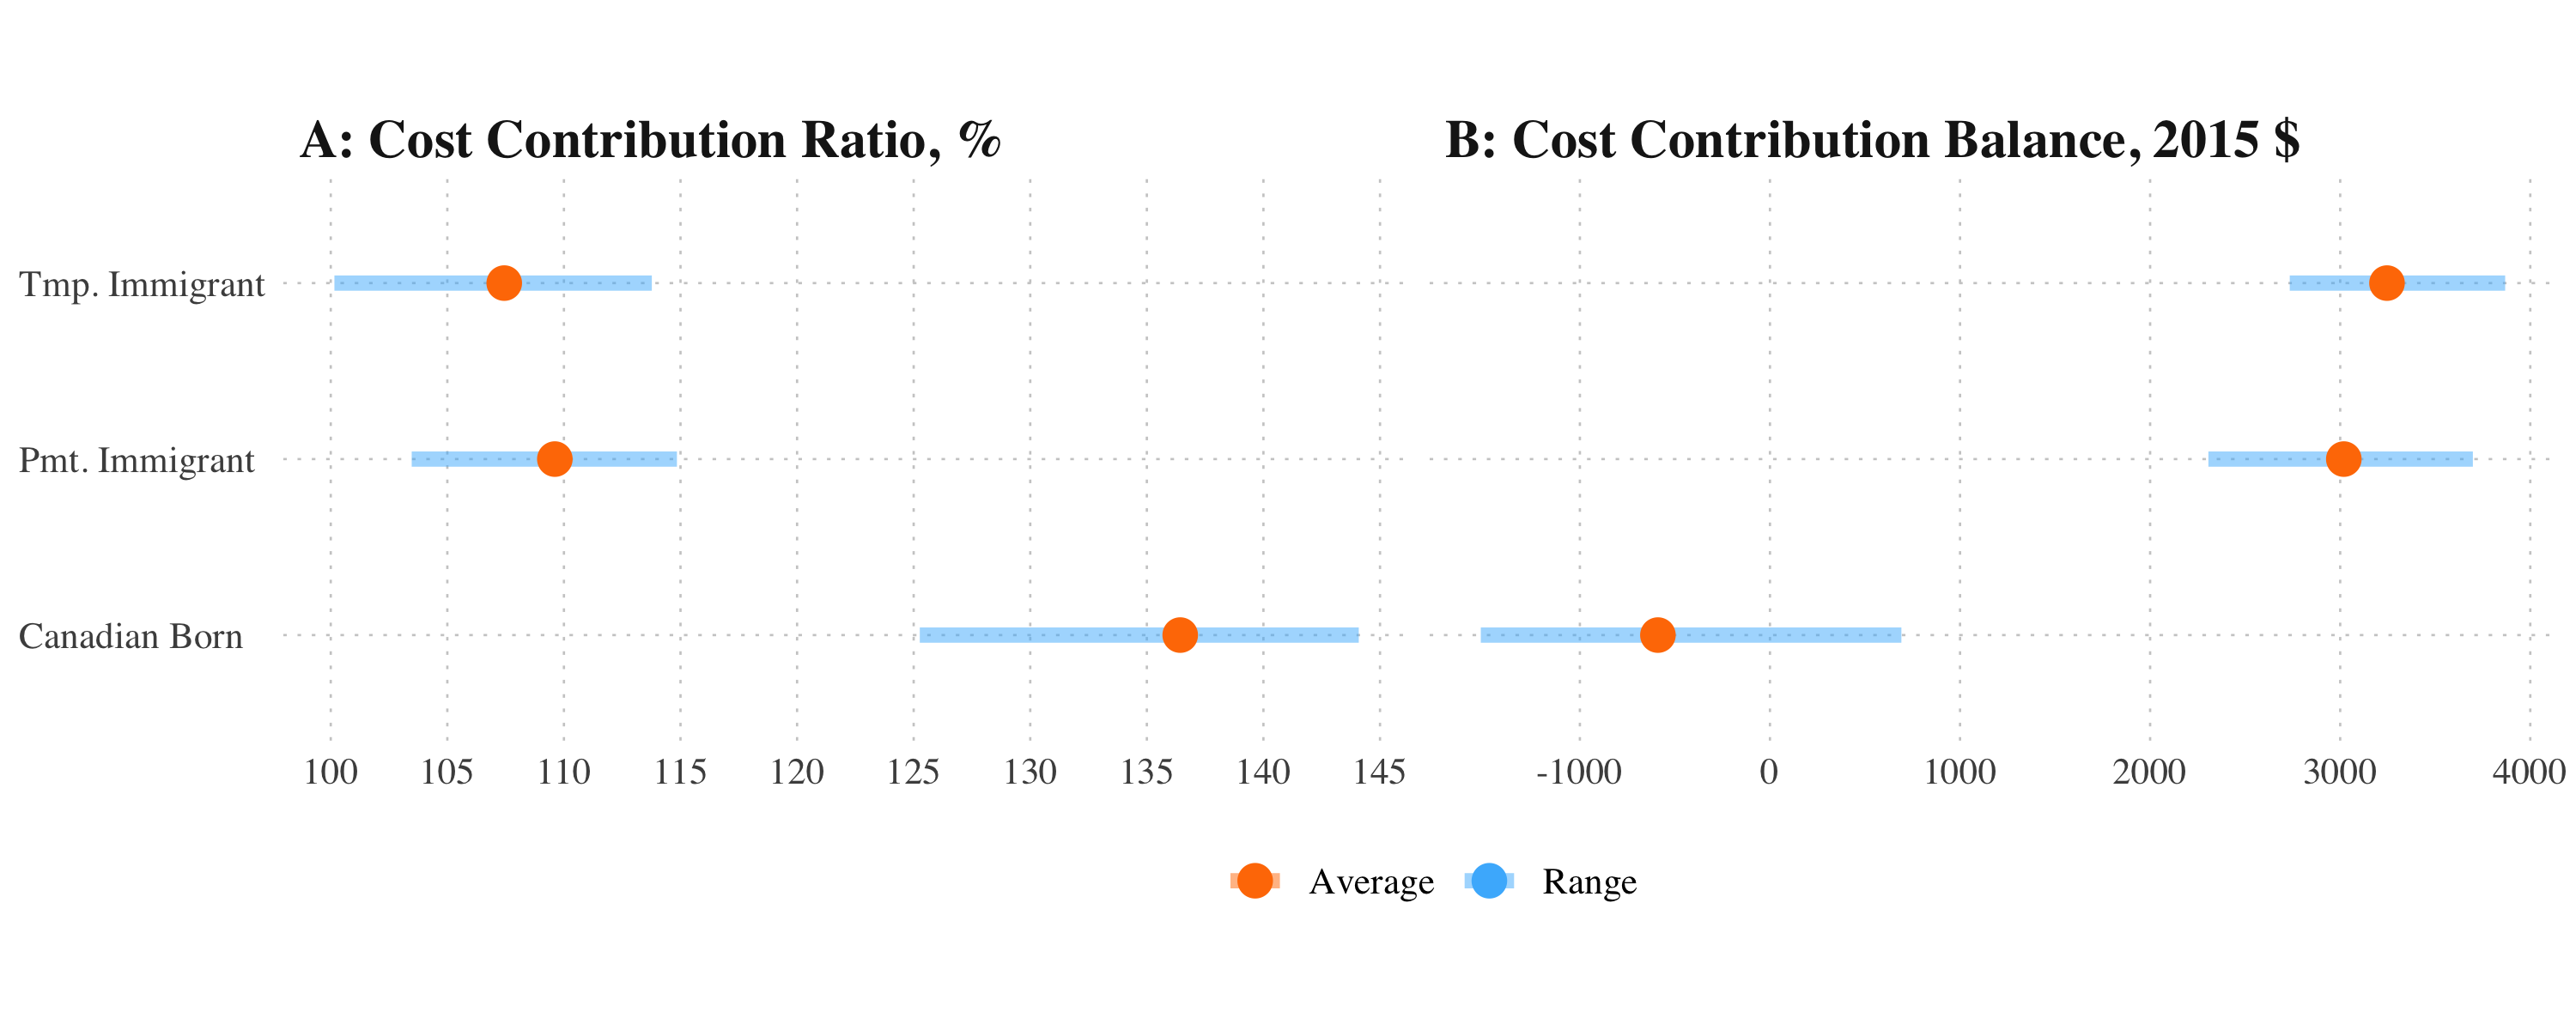 A: Cost Contribution Ratio, %
B: Cost Contribution Balance, 2015 $
Tmp. Immigrant
Pmt. Immigrant
Canadian Born
100 105 110 115 120 125 130 135 140 145
-1000 0 1000 2000 3000 4000
Average Range